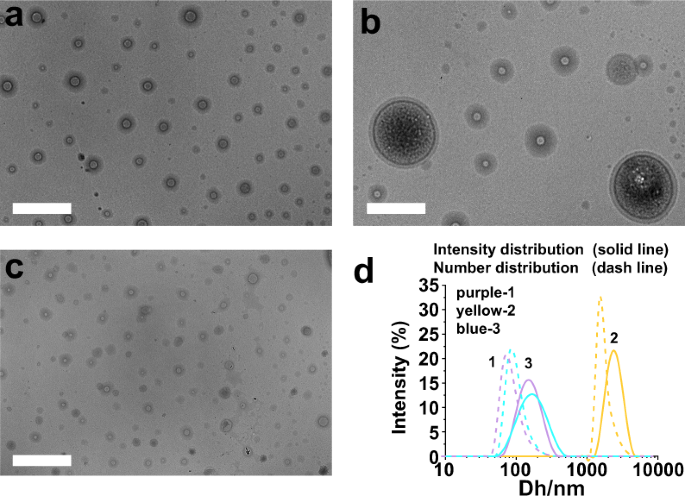 a
b
c
d
Intensity distribution (solid line)
Number distribution (dash line)
purple-1
yellow-2
blue-3
35
30
25
20
15
10
5
0
1
3
2
Intensity (%)
10 100 1000 10000
Dh/nm